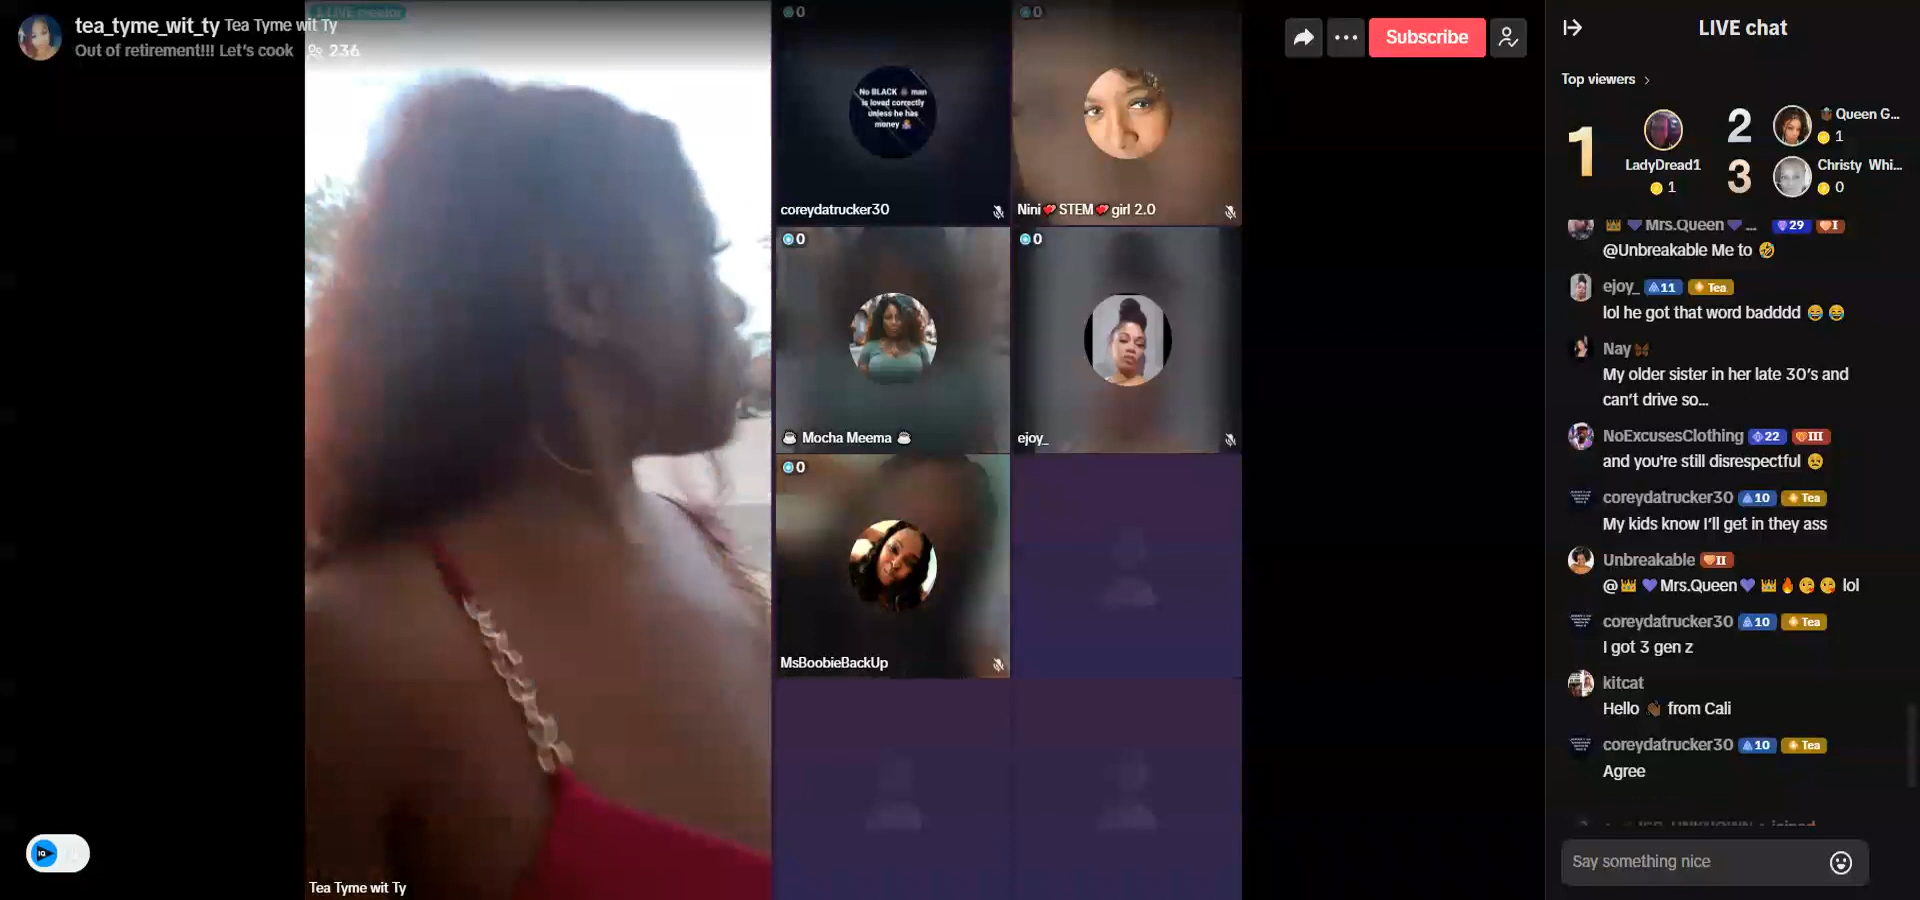 tea_tyme_wit_ty Tea Tyme wit Ty
Out of retirement!!! Let's cook
LIVE
236
0
0
No BLACK man
is loved correctly
unless he has
money
coreydatrucker30
Nini❤️STEM❤️girl 2.0
0
0
☕ Mocha Meema ☕
ejoy_
0
MsBoobieBackUp
Tea Tyme wit Ty
Subscribe
LIVE chat
Top viewers >
1
LadyDread1
1
2
Queen G...
1
3
Christy Whi...
0
👑 💜Mrs.Queen💜 ... 29 I
@Unbreakable Me to 🤣
ejoy_ 11 Tea
lol he got that word badddd 😂 😂
Nay🦋
My older sister in her late 30's and
can't drive so...
NoExcusesClothing 22 III
and you're still disrespectful 😥
coreydatrucker30 10 Tea
My kids know I'll get in they ass
Unbreakable II
@👑 💜Mrs.Queen💜 👑🔥😘😘 lol
coreydatrucker30 10 Tea
I got 3 gen z
kitcat
Hello 👋🏾 from Cali
coreydatrucker30 10 Tea
Agree
Say something nice